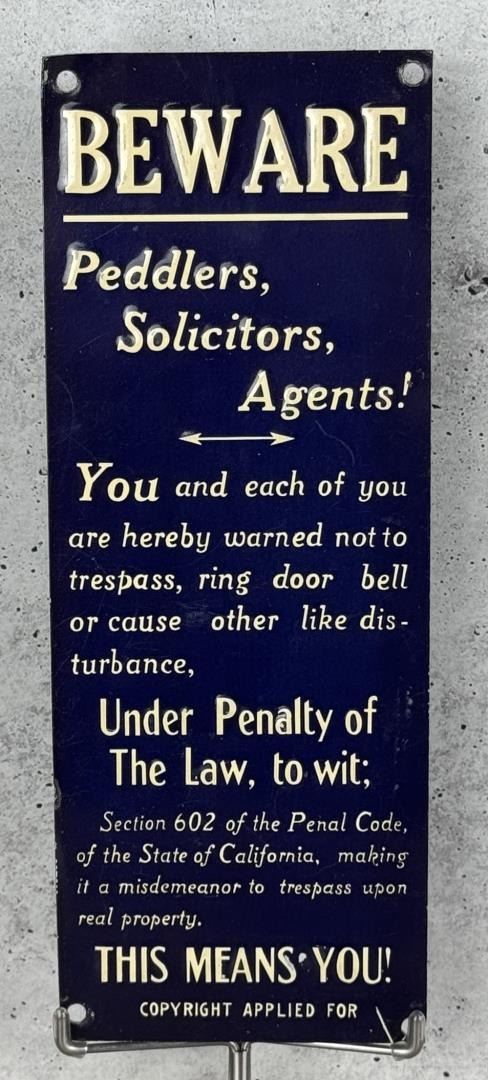 BEWARE
Peddlers,
Solicitors,
Agents!
You and each of you
are hereby warned not to
trespass, ring door bell
or cause other like dis-
turbance,
Under Penalty of
The Law, to wit;
Section 602 of the Penal Code,
of the State of California, making
it a misdemeanor to trespass upon
real property.
THIS MEANS YOU!
COPYRIGHT APPLIED FOR